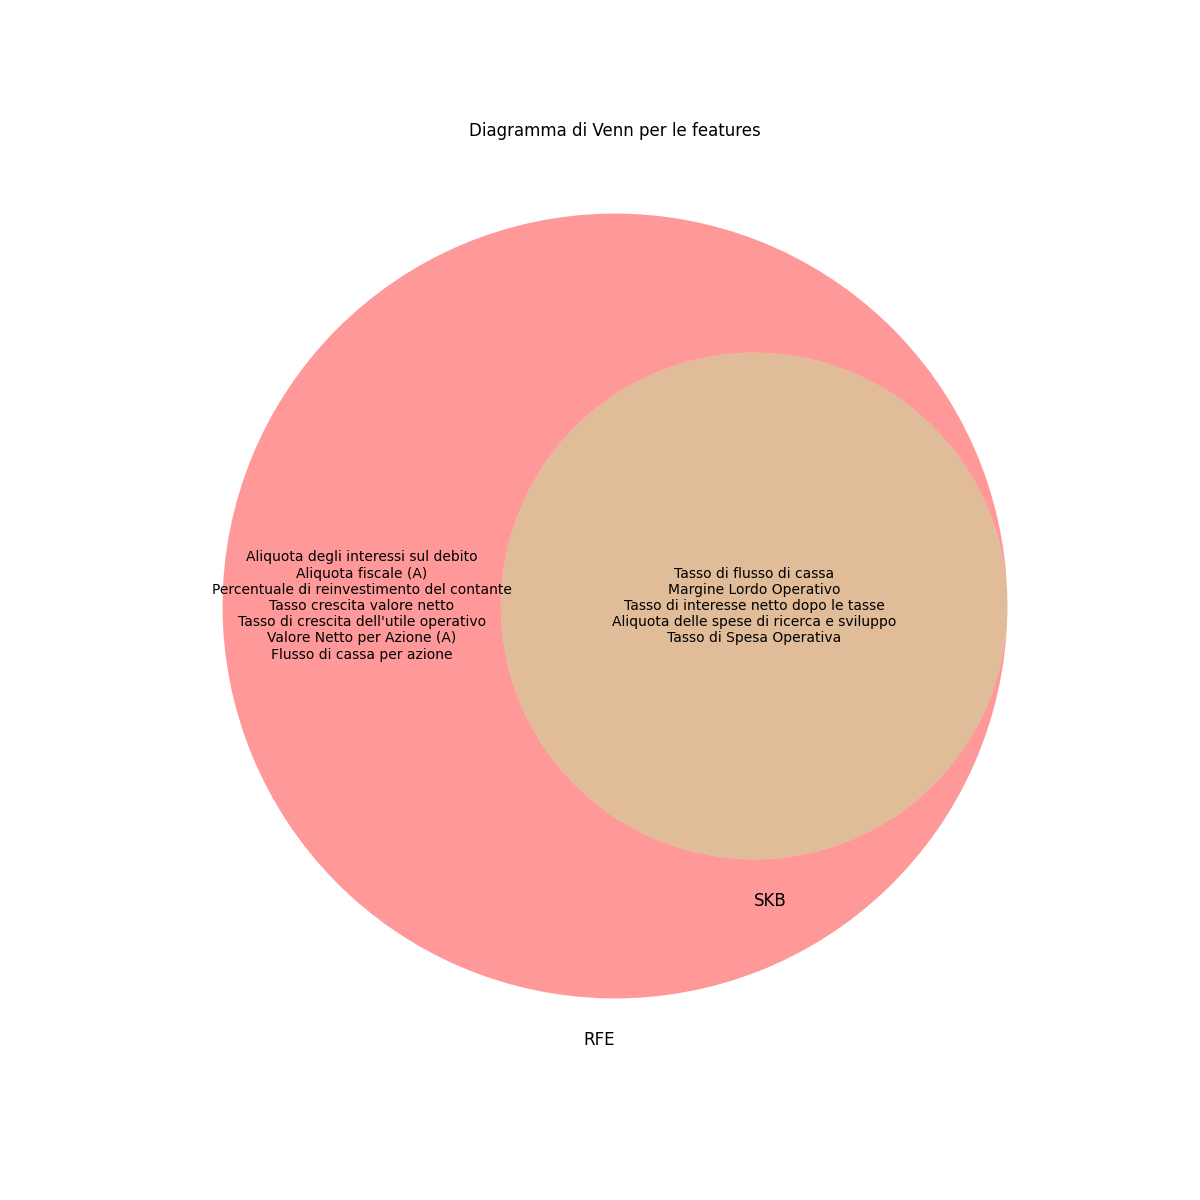 Diagramma di Venn per le features
Aliquota degli interessi sul debito
Aliquota fiscale (A)
Percentuale di reinvestimento del contante
Tasso crescita valore netto
Tasso di crescita dell'utile operativo
Valore Netto per Azione (A)
Flusso di cassa per azione
Tasso di flusso di cassa
Margine Lordo Operativo
Tasso di interesse netto dopo le tasse
Aliquota delle spese di ricerca e sviluppo
Tasso di Spesa Operativa
SKB
RFE